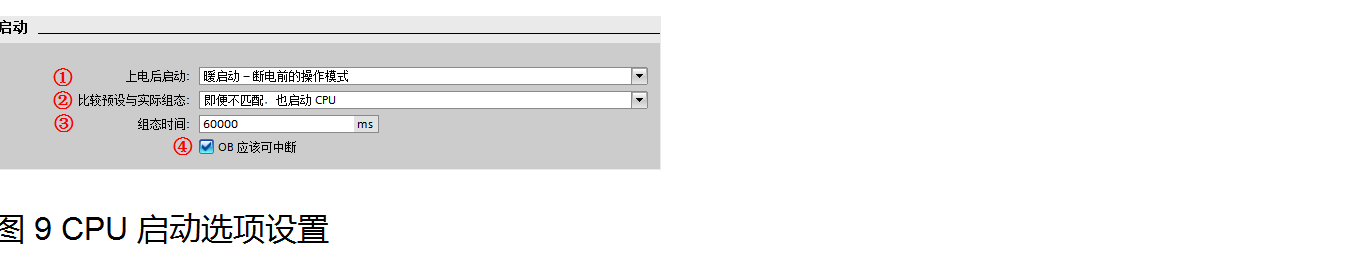 启动
① 上电后启动: 暖启动 – 断电前的操作模式
② 比较预设与实际组态: 即便不匹配，也启动 CPU
③ 组态时间: 60000 ms
④ OB 应该可中断
图 9 CPU 启动选项设置